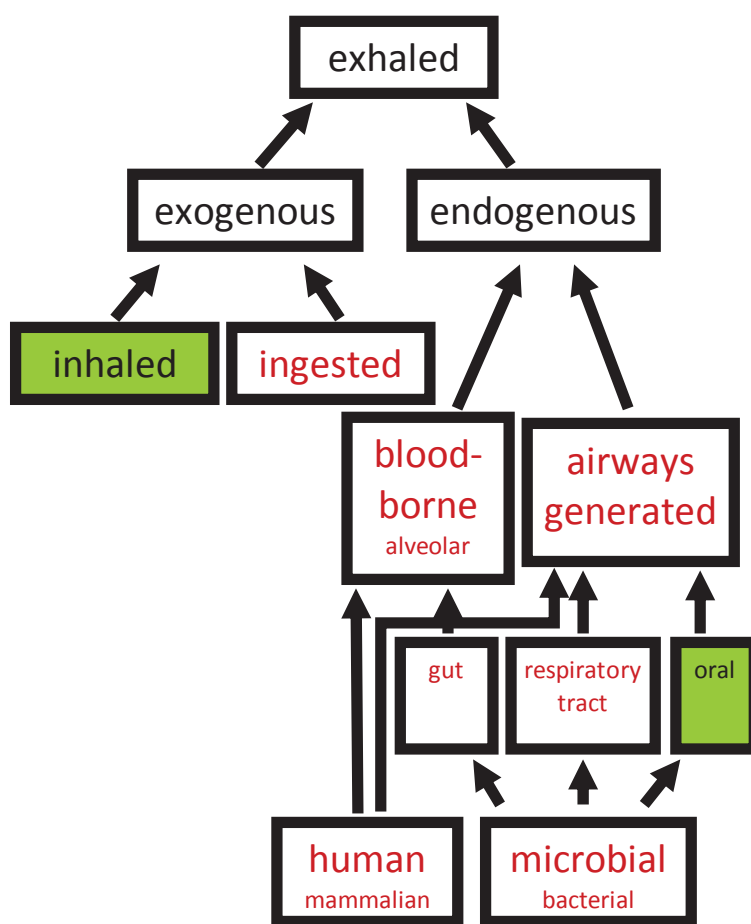 exhaled
exogenous
endogenous
inhaled
ingested
blood-
borne
alveolar
airways
generated
gut
respiratory
tract
oral
human
mammalian
microbial
bacterial